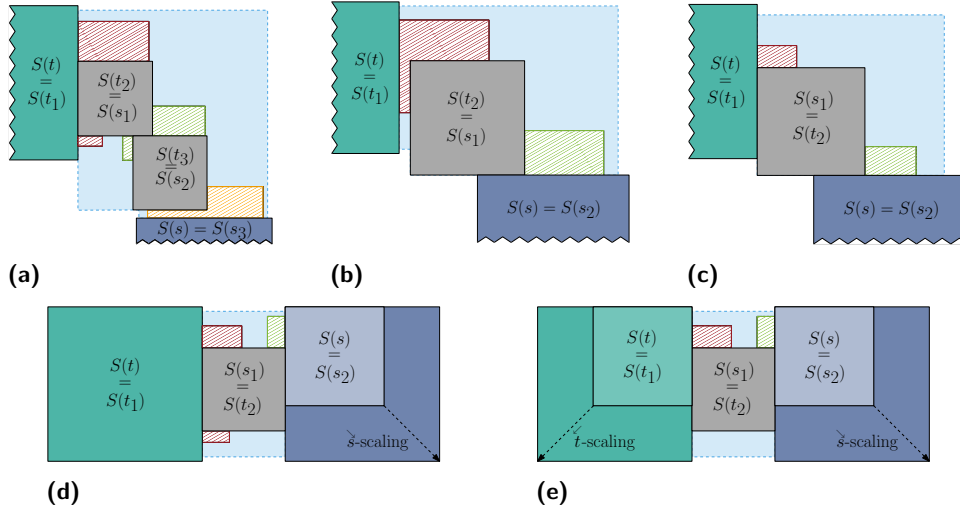 S(t)
=
S(t₁)
S(t₂)
=
S(s₁)
S(t₃)
=
S(s₂)
S(s) = S(s₃)
(a)
S(t)
=
S(t₁)
S(t₂)
=
S(s₁)
S(s) = S(s₂)
(b)
S(t)
=
S(t₁)
S(s₁)
=
S(t₂)
S(s) = S(s₂)
(c)
S(t)
=
S(t₁)
S(s₁)
=
S(t₂)
S(s)
=
S(s₂)
s-scaling
(d)
S(t)
=
S(t₁)
S(s₁)
=
S(t₂)
S(s)
=
S(s₂)
t-scaling
s-scaling
(e)